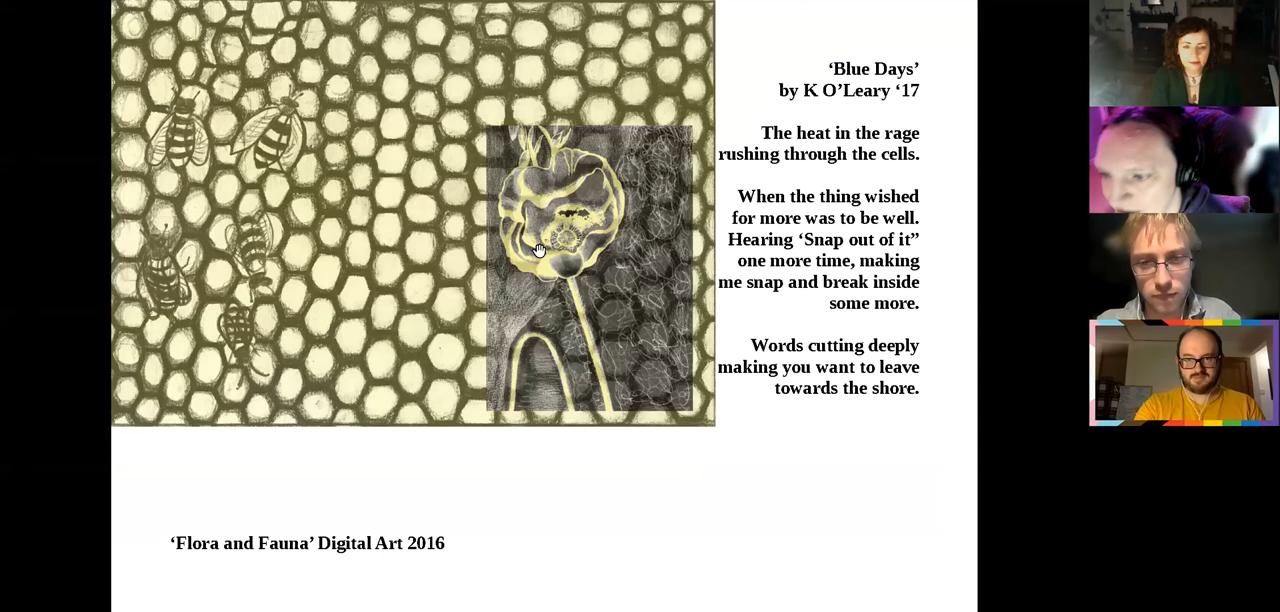 ‘Blue Days’
by K O’Leary ‘17
The heat in the rage
rushing through the cells.
When the thing wished
for more was to be well.
Hearing ‘Snap out of it”
one more time, making
me snap and break inside
some more.
Words cutting deeply
making you want to leave
towards the shore.
‘Flora and Fauna’ Digital Art 2016